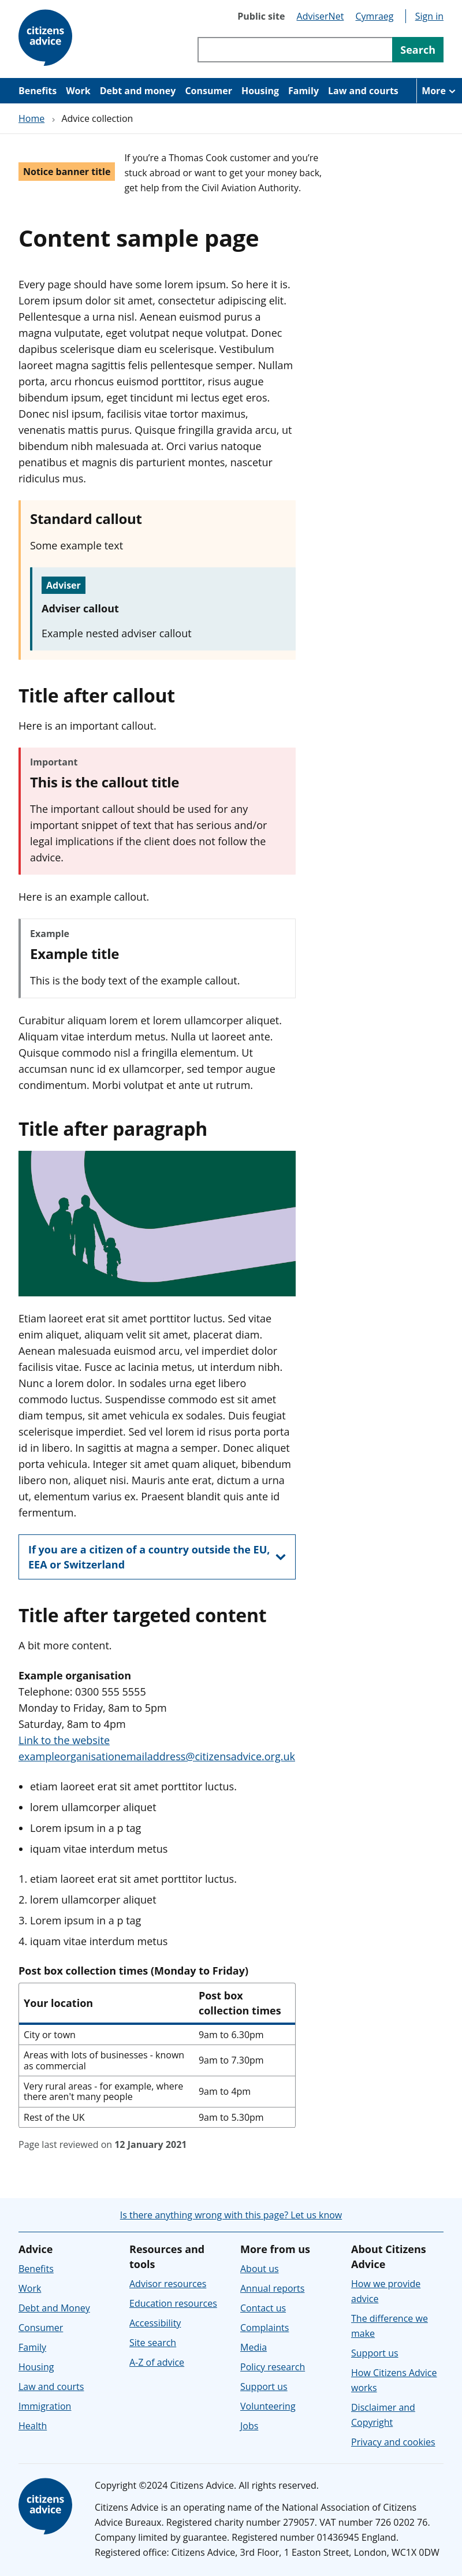 citizens
advice
Public site AdviserNet Cymraeg Sign in
Search
Benefits Work Debt and money Consumer Housing Family Law and courts More
Home › Advice collection
Notice banner title
If you’re a Thomas Cook customer and you’re
stuck abroad or want to get your money back,
get help from the Civil Aviation Authority.
Content sample page
Every page should have some lorem ipsum. So here it is.
Lorem ipsum dolor sit amet, consectetur adipiscing elit.
Pellentesque a urna nisl. Aenean euismod purus a
magna vulputate, eget volutpat neque volutpat. Donec
dapibus scelerisque diam eu scelerisque. Vestibulum
laoreet magna sagittis felis pellentesque semper. Nullam
porta, arcu rhoncus euismod porttitor, risus augue
bibendum ipsum, eget tincidunt mi lectus eget eros.
Donec nisl ipsum, facilisis vitae tortor maximus,
venenatis mattis purus. Quisque fringilla gravida arcu, ut
bibendum nibh malesuada at. Orci varius natoque
penatibus et magnis dis parturient montes, nascetur
ridiculus mus.
Standard callout
Some example text
Adviser
Adviser callout
Example nested adviser callout
Title after callout
Here is an important callout.
Important
This is the callout title
The important callout should be used for any
important snippet of text that has serious and/or
legal implications if the client does not follow the
advice.
Here is an example callout.
Example
Example title
This is the body text of the example callout.
Curabitur aliquam lorem et lorem ullamcorper aliquet.
Aliquam vitae interdum metus. Nulla ut laoreet ante.
Quisque commodo nisl a fringilla elementum. Ut
accumsan nunc id ex ullamcorper, sed tempor augue
condimentum. Morbi volutpat et ante ut rutrum.
Title after paragraph
Etiam laoreet erat sit amet porttitor luctus. Sed vitae
enim aliquet, aliquam velit sit amet, placerat diam.
Aenean malesuada euismod arcu, vel imperdiet dolor
facilisis vitae. Fusce ac lacinia metus, ut interdum nibh.
Nunc a lorem dolor. In sodales urna eget libero
commodo luctus. Suspendisse commodo est sit amet
diam tempus, sit amet vehicula ex sodales. Duis feugiat
scelerisque imperdiet. Sed vel lorem id risus porta porta
id in libero. In sagittis at magna a semper. Donec aliquet
porta vehicula. Integer sit amet quam aliquet, bibendum
libero non, aliquet nisi. Mauris ante erat, dictum a urna
ut, elementum varius ex. Praesent blandit quis ante id
fermentum.
If you are a citizen of a country outside the EU,
EEA or Switzerland
Title after targeted content
A bit more content.
Example organisation
Telephone: 0300 555 5555
Monday to Friday, 8am to 5pm
Saturday, 8am to 4pm
Link to the website
exampleorganisationemailaddress@citizensadvice.org.uk
• etiam laoreet erat sit amet porttitor luctus.
• lorem ullamcorper aliquet
• Lorem ipsum in a p tag
• iquam vitae interdum metus
1. etiam laoreet erat sit amet porttitor luctus.
2. lorem ullamcorper aliquet
3. Lorem ipsum in a p tag
4. iquam vitae interdum metus
Post box collection times (Monday to Friday)
Your location Post box
collection times
City or town 9am to 6.30pm
Areas with lots of businesses - known
as commercial 9am to 7.30pm
Very rural areas - for example, where
there aren't many people 9am to 4pm
Rest of the UK 9am to 5.30pm
Page last reviewed on 12 January 2021
Is there anything wrong with this page? Let us know
Advice
Benefits
Work
Debt and Money
Consumer
Family
Housing
Law and courts
Immigration
Health
Resources and
tools
Advisor resources
Education resources
Accessibility
Site search
A-Z of advice
More from us
About us
Annual reports
Contact us
Complaints
Media
Policy research
Support us
Volunteering
Jobs
About Citizens
Advice
How we provide
advice
The difference we
make
Support us
How Citizens Advice
works
Disclaimer and
Copyright
Privacy and cookies
citizens
advice
Copyright ©2024 Citizens Advice. All rights reserved.
Citizens Advice is an operating name of the National Association of Citizens
Advice Bureaux. Registered charity number 279057. VAT number 726 0202 76.
Company limited by guarantee. Registered number 01436945 England.
Registered office: Citizens Advice, 3rd Floor, 1 Easton Street, London, WC1X 0DW